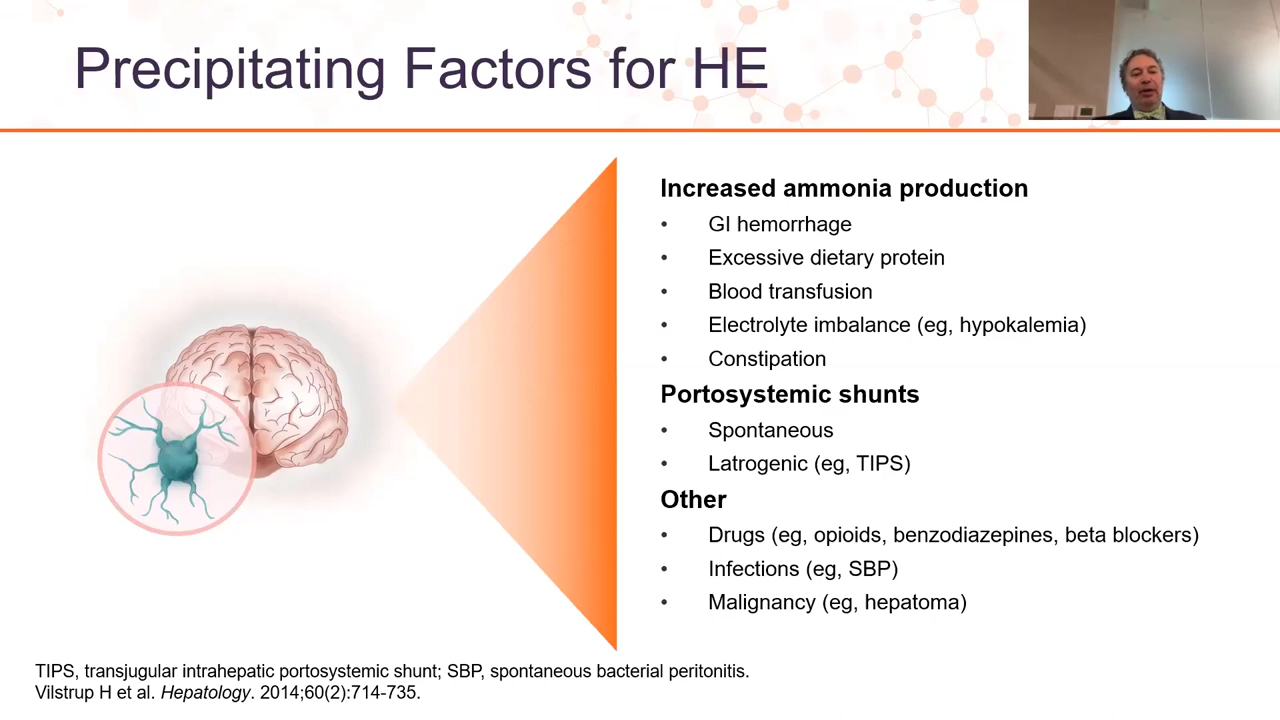 Precipitating Factors for HE
Increased ammonia production
• GI hemorrhage
• Excessive dietary protein
• Blood transfusion
• Electrolyte imbalance (eg, hypokalemia)
• Constipation
Portosystemic shunts
• Spontaneous
• Latrogenic (eg, TIPS)
Other
• Drugs (eg, opioids, benzodiazepines, beta blockers)
• Infections (eg, SBP)
• Malignancy (eg, hepatoma)
TIPS, transjugular intrahepatic portosystemic shunt; SBP, spontaneous bacterial peritonitis.
Vilstrup H et al. Hepatology. 2014;60(2):714-735.